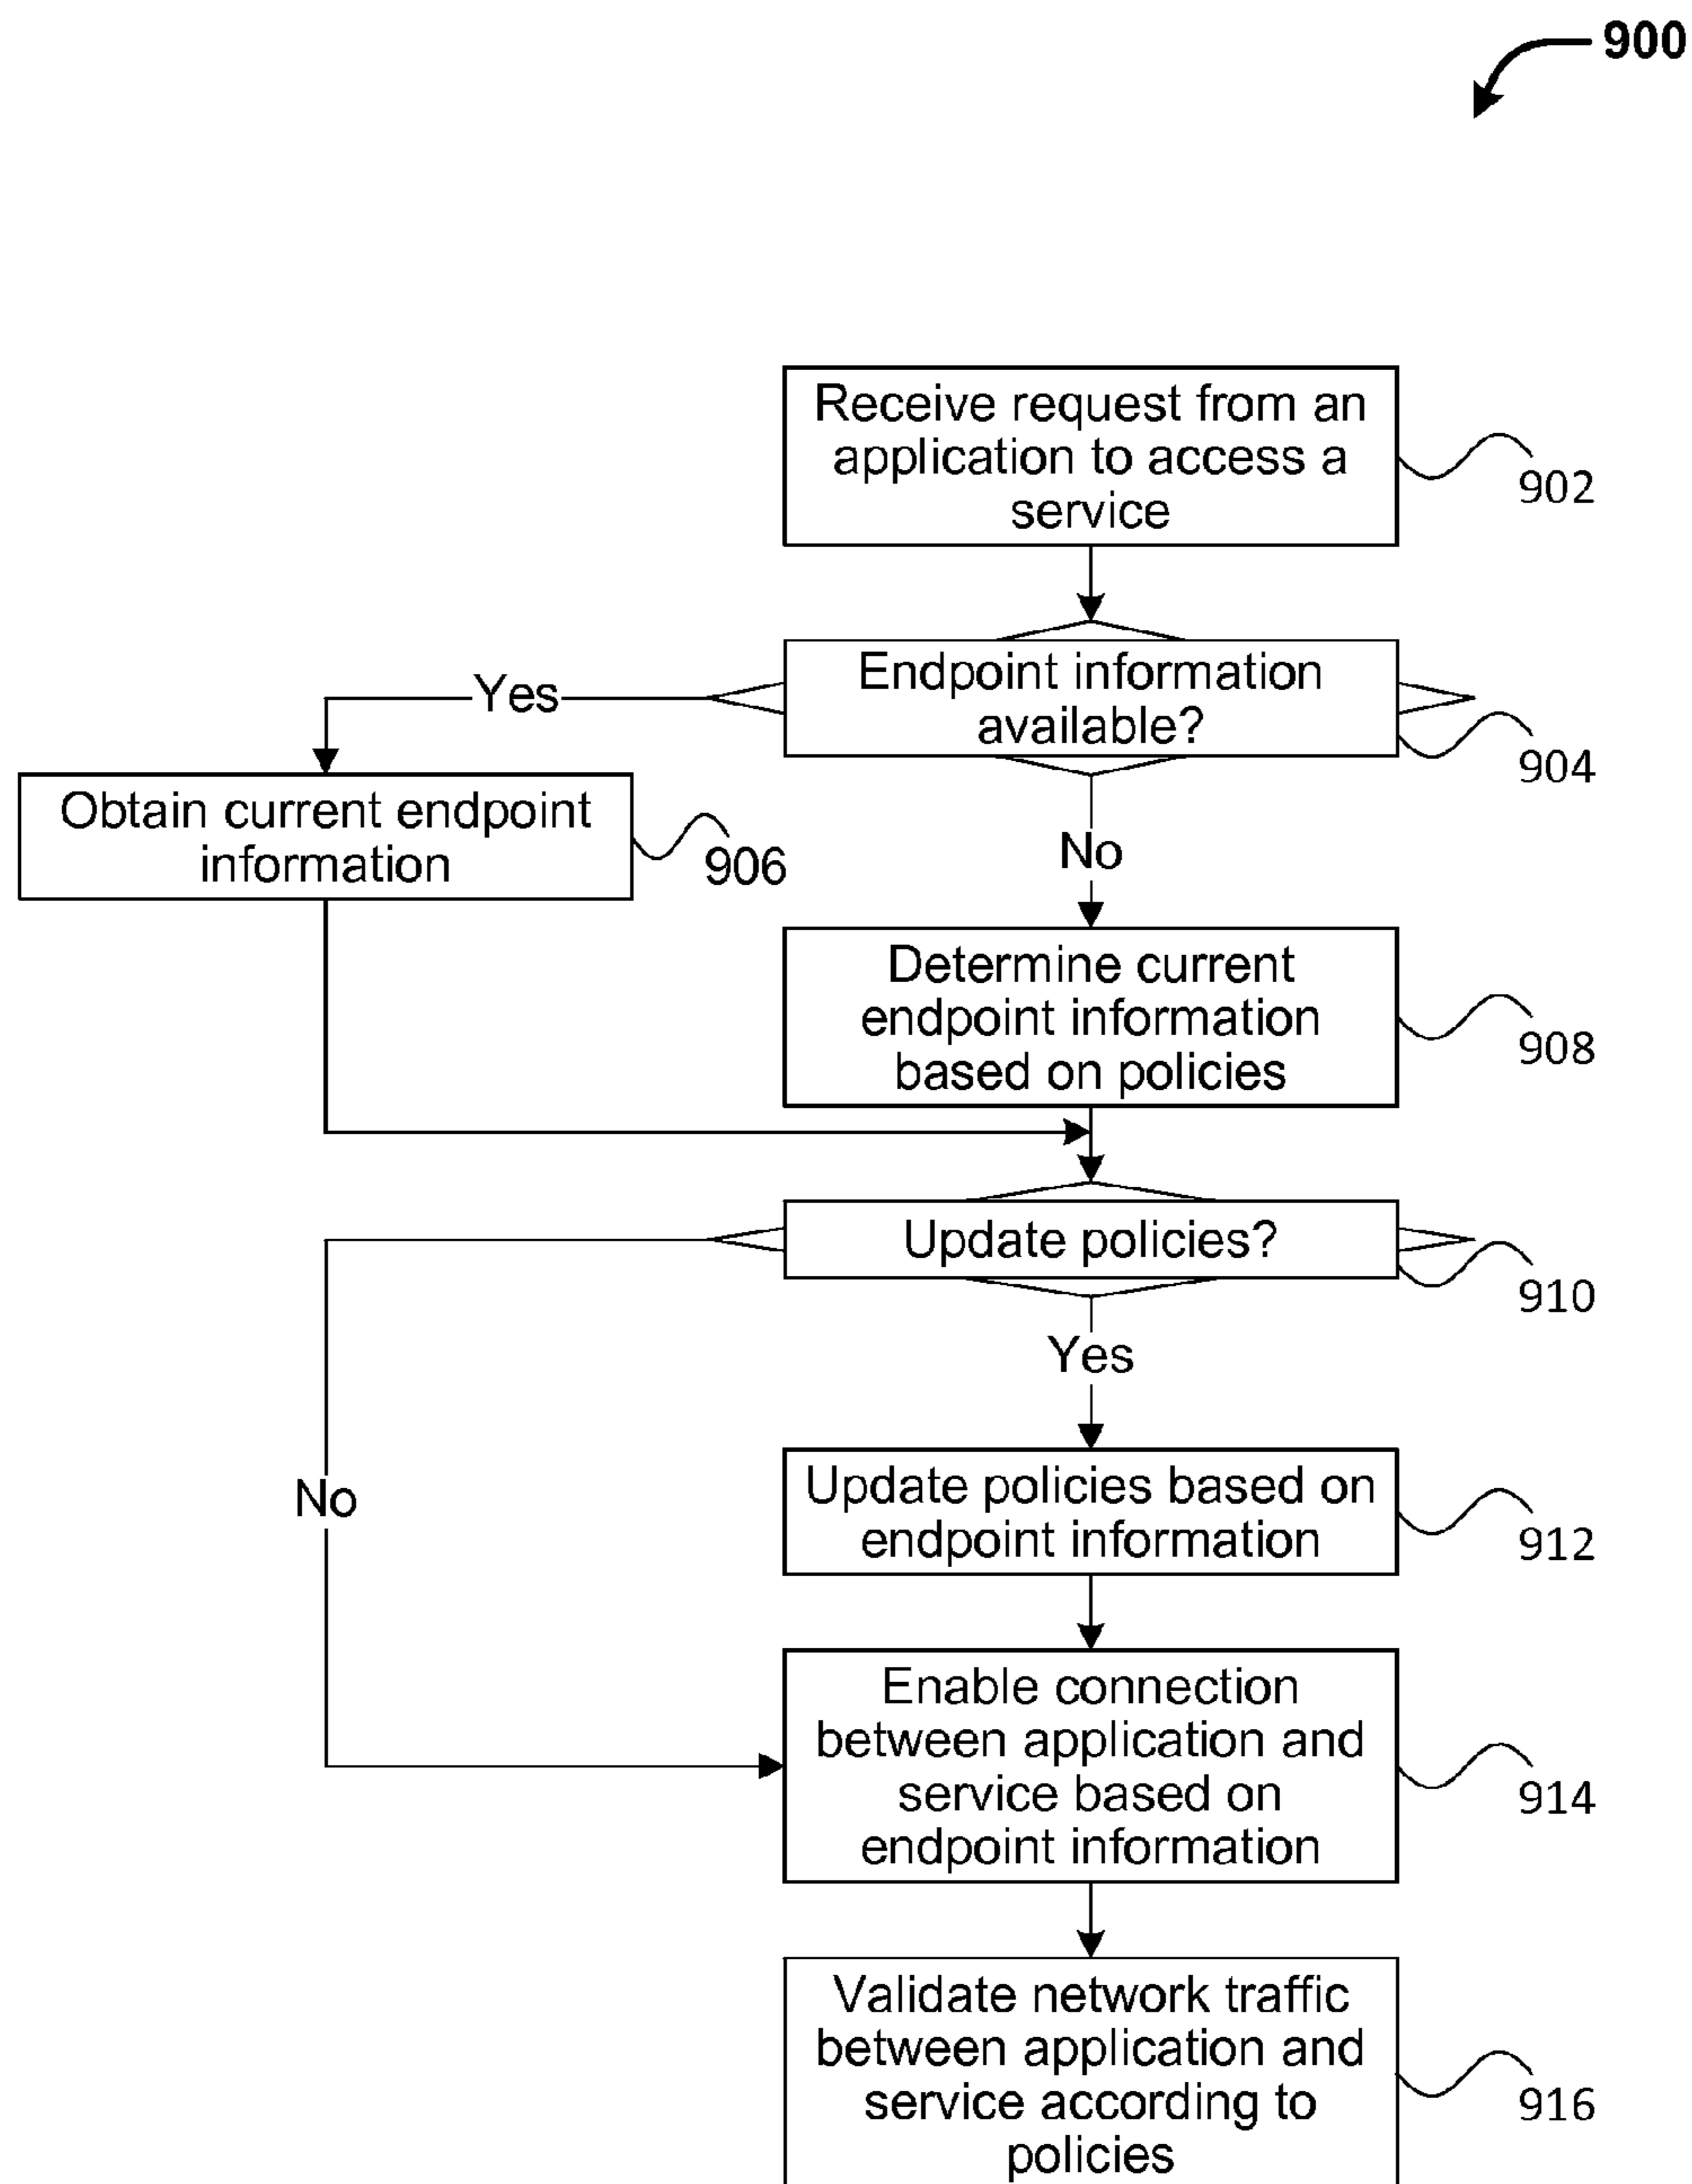 900
Receive request from an
application to access a
service
902
Endpoint information
available?
904
Yes
Obtain current endpoint
information
906
No
Determine current
endpoint information
based on policies
908
Update policies?
910
Yes
No
Update policies based on
endpoint information
912
Enable connection
between application and
service based on
endpoint information
914
Validate network traffic
between application and
service according to
policies
916